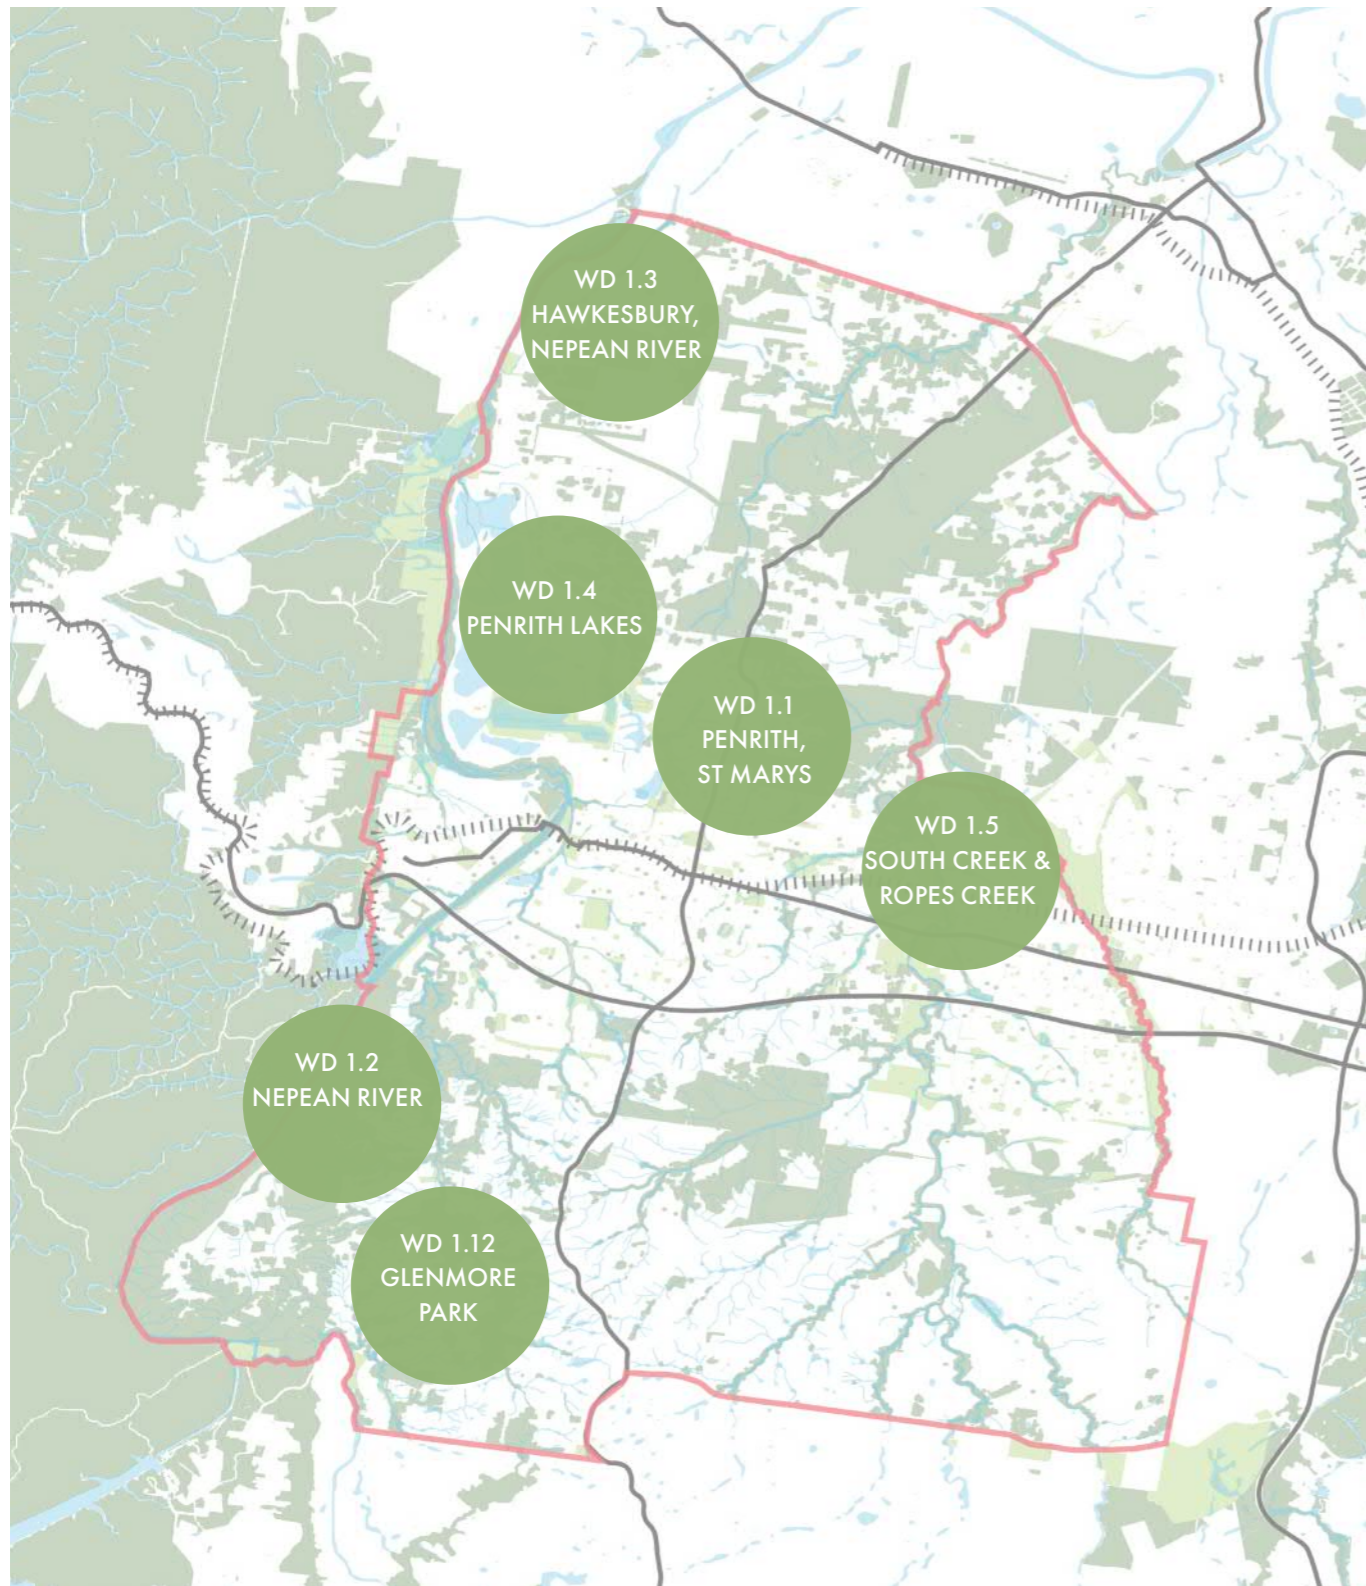 WD 1.3
HAWKESBURY,
NEPEAN RIVER
WD 1.4
PENRITH LAKES
WD 1.1
PENRITH,
ST MARYS
WD 1.5
SOUTH CREEK &
ROPES CREEK
WD 1.2
NEPEAN RIVER
WD 1.12
GLENMORE
PARK